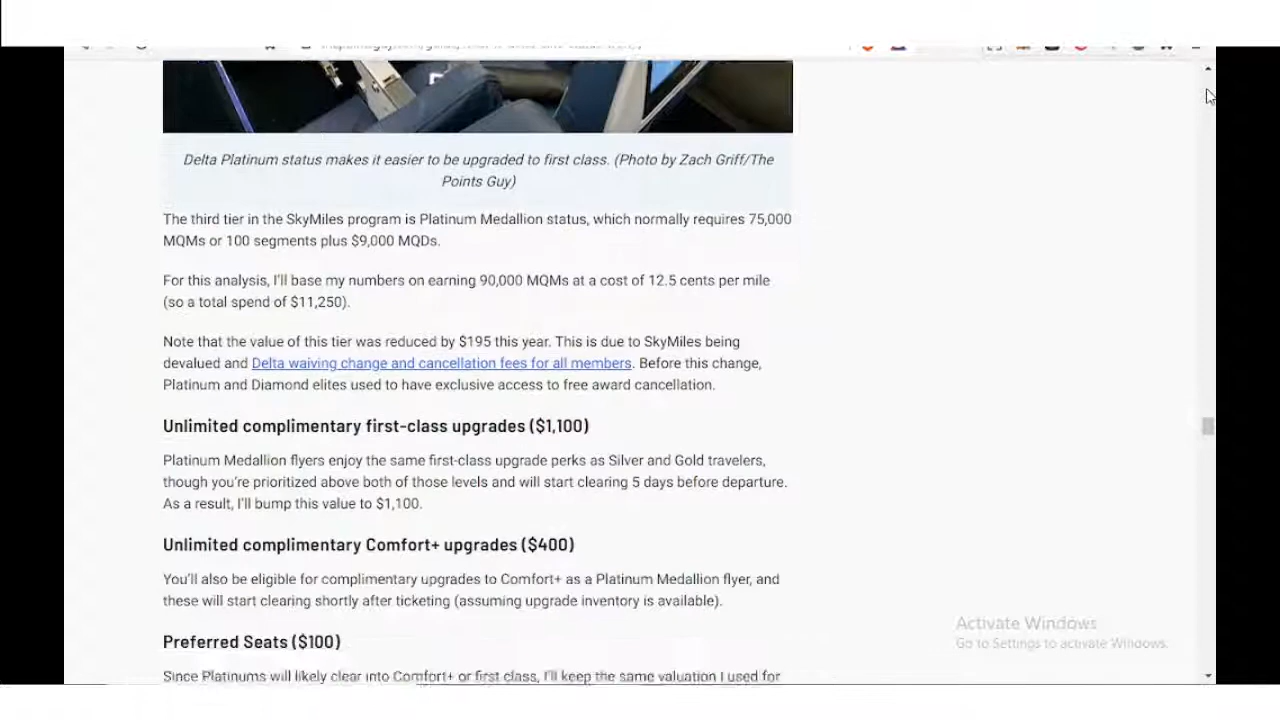 Delta Platinum status makes it easier to be upgraded to first class. (Photo by Zach Griff/The
Points Guy)
The third tier in the SkyMiles program is Platinum Medallion status, which normally requires 75,000
MQMs or 100 segments plus $9,000 MQDs.
For this analysis, I'll base my numbers on earning 90,000 MQMs at a cost of 12.5 cents per mile
(so a total spend of $11,250).
Note that the value of this tier was reduced by $195 this year. This is due to SkyMiles being
devalued and Delta waiving change and cancellation fees for all members. Before this change,
Platinum and Diamond elites used to have exclusive access to free award cancellation.
Unlimited complimentary first-class upgrades ($1,100)
Platinum Medallion flyers enjoy the same first-class upgrade perks as Silver and Gold travelers,
though you're prioritized above both of those levels and will start clearing 5 days before departure.
As a result, I'll bump this value to $1,100.
Unlimited complimentary Comfort+ upgrades ($400)
You'll also be eligible for complimentary upgrades to Comfort+ as a Platinum Medallion flyer, and
these will start clearing shortly after ticketing (assuming upgrade inventory is available).
Preferred Seats ($100)
Since Platinums will likely clear into Comfort+ or first class, I'll keep the same valuation I used for
Activate Windows
Go to Settings to activate Windows.